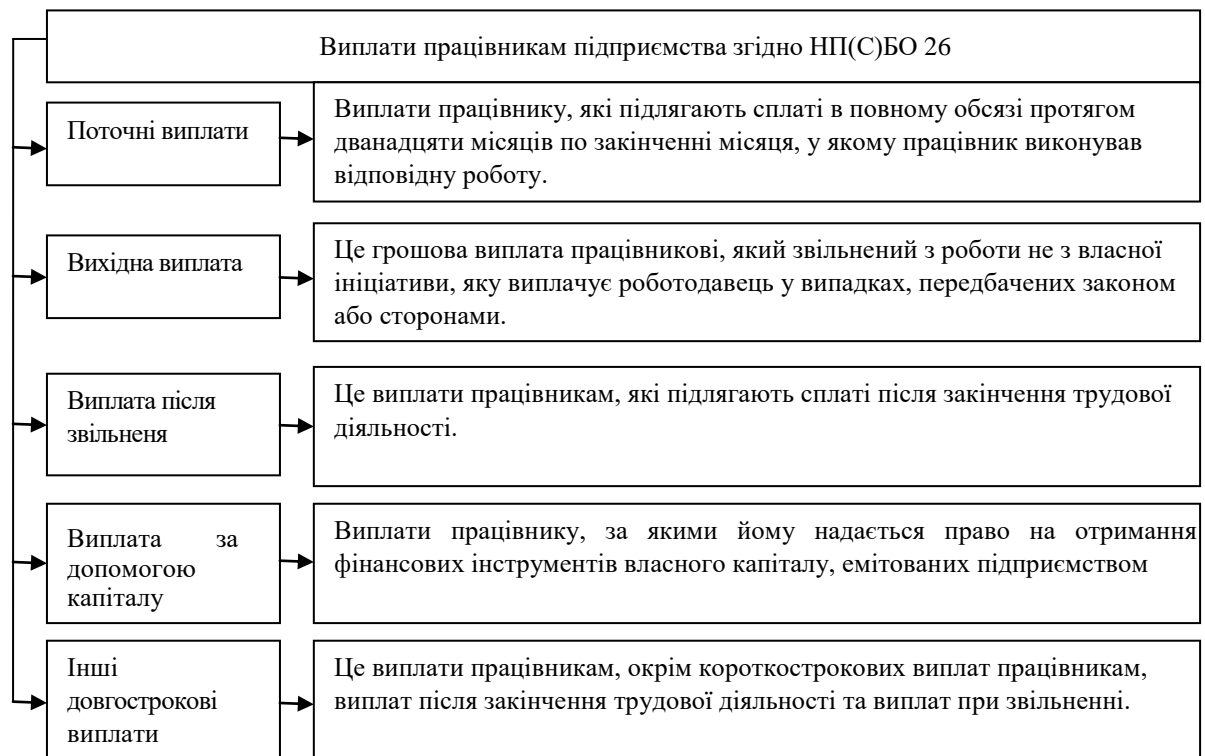 Виплати працівникам підприємства згідно НП(С)БО 26
Поточні виплати
Виплати працівнику, які підлягають сплаті в повному обсязі протягом
дванадцяти місяців по закінченні місяця, у якому працівник виконував
відповідну роботу.
Вихідна виплата
Це грошова виплата працівникові, який звільнений з роботи не з власної
ініціативи, яку виплачує роботодавець у випадках, передбачених законом
або сторонами.
Виплата після
звільненя
Це виплати працівникам, які підлягають сплаті після закінчення трудової
діяльності.
Виплата за
допомогою
капіталу
Виплати працівнику, за якими йому надається право на отримання
фінансових інструментів власного капіталу, емітованих підприємством
Інші
довгострокові
виплати
Це виплати працівникам, окрім короткострокових виплат працівникам,
виплат після закінчення трудової діяльності та виплат при звільненні.